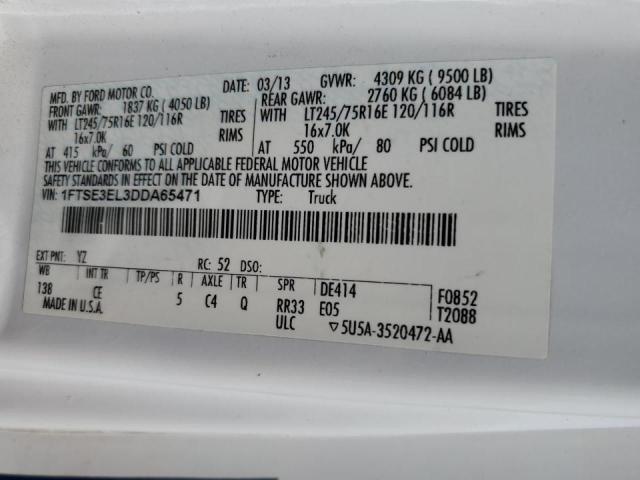 MFD. BY FORD MOTOR CO. DATE: 03/13 GVWR: 4309 KG ( 9500 LB)
FRONT GAWR: 1837 KG ( 4050 LB) REAR GAWR: 2760 KG ( 6084 LB)
WITH LT245/75R16E 120/116R TIRES WITH LT245/75R16E 120/116R TIRES
16x7.0K RIMS 16x7.0K RIMS
AT 415 kPa/ 60 PSI COLD AT 550 kPa/ 80 PSI COLD
THIS VEHICLE CONFORMS TO ALL APPLICABLE FEDERAL MOTOR VEHICLE
SAFETY STANDARDS IN EFFECT ON THE DATE OF MANUFACTURE SHOWN ABOVE.
VIN: 1FTSE3EL3DDA65471 TYPE: Truck
EXT PNT: YZ RC: 52 DSO:
WB INT TR TP/PS R AXLE TR SPR DE414 F0852
138 CE 5 C4 Q RR33 E05 T2088
MADE IN U.S.A. ULC ▽5U5A-3520472-AA